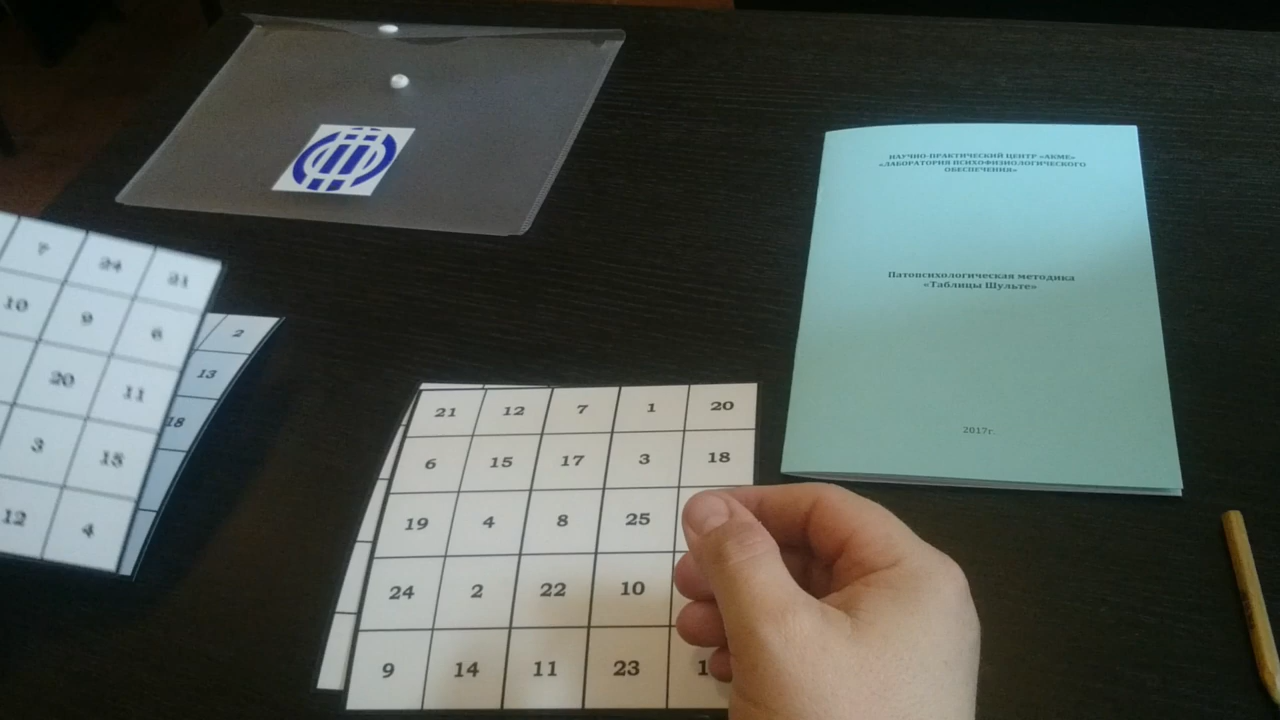 НАУЧНО-ПРАКТИЧЕСКИЙ ЦЕНТР «АКМЕ»
«ЛАБОРАТОРИЯ ПСИХОФИЗИОЛОГИЧЕСКОГО
ОБЕСПЕЧЕНИЯ»
Патопсихологическая методика
«Таблицы Шульте»
2017г.
7 24 21
10 9 6
20 11
3 15
12 4
2
13
18
21 12 7 1 20
6 15 17 3 18
19 4 8 25
24 2 22 10
9 14 11 23